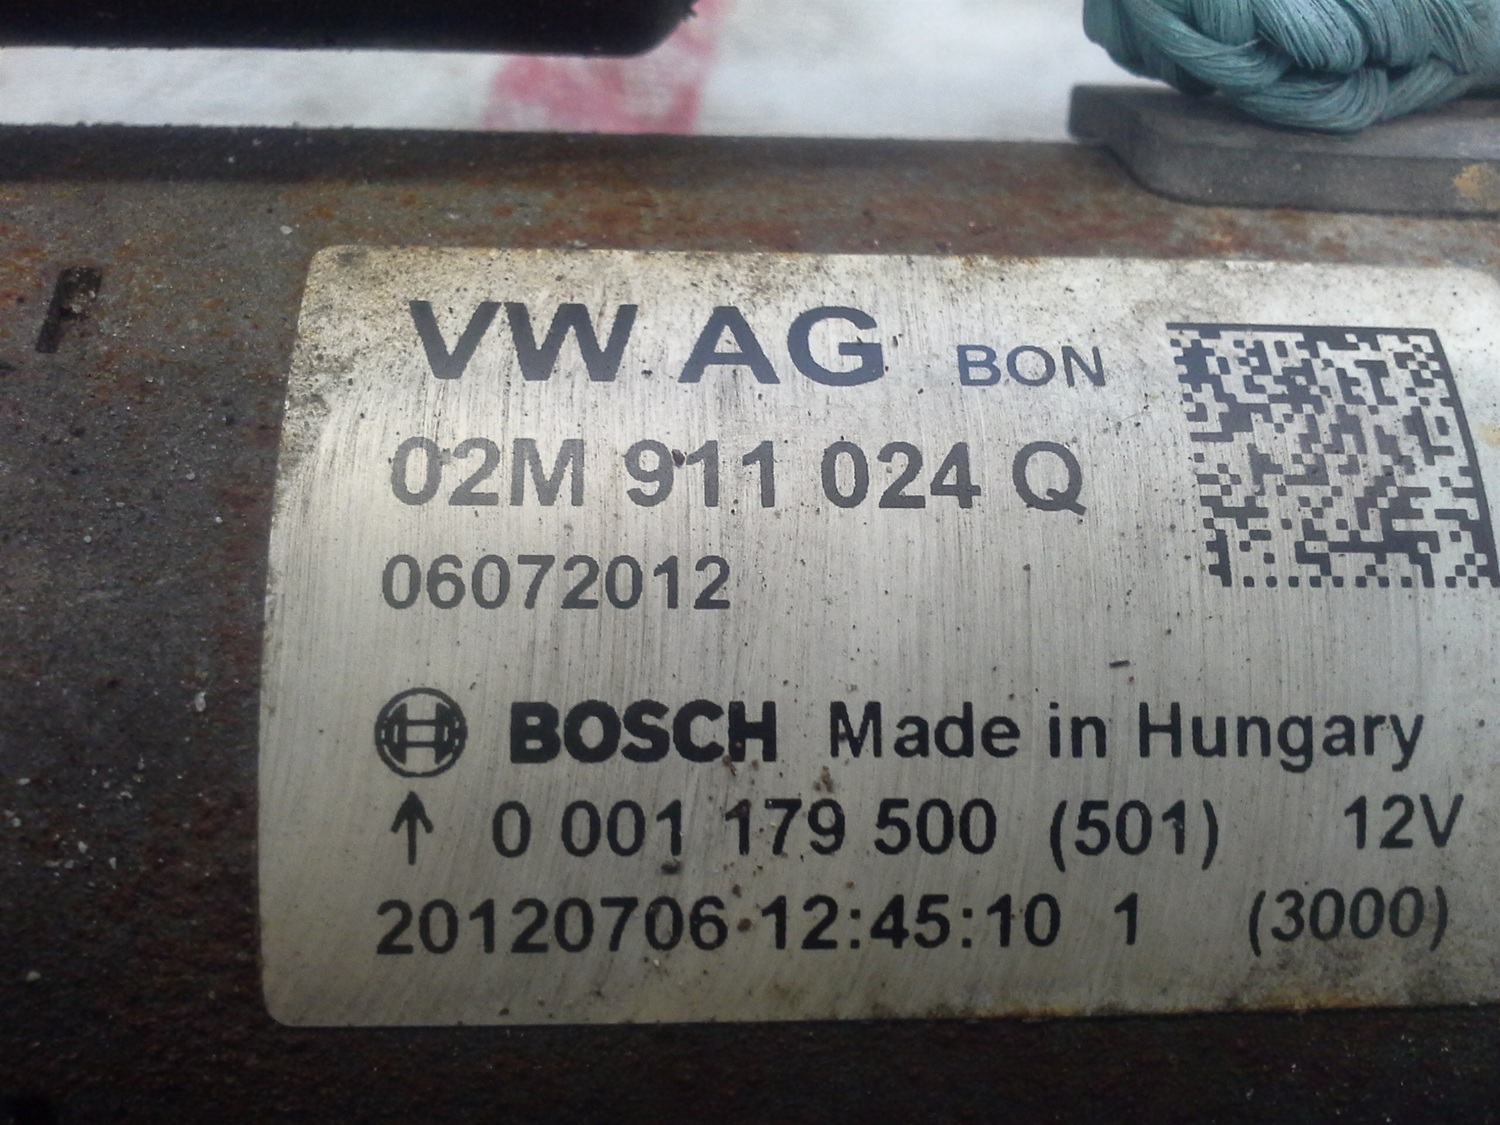 VW AG BON
02M 911 024 Q
06072012
BOSCH Made in Hungary
↑ 0 001 179 500 (501) 12V
20120706 12:45:10 1 (3000)